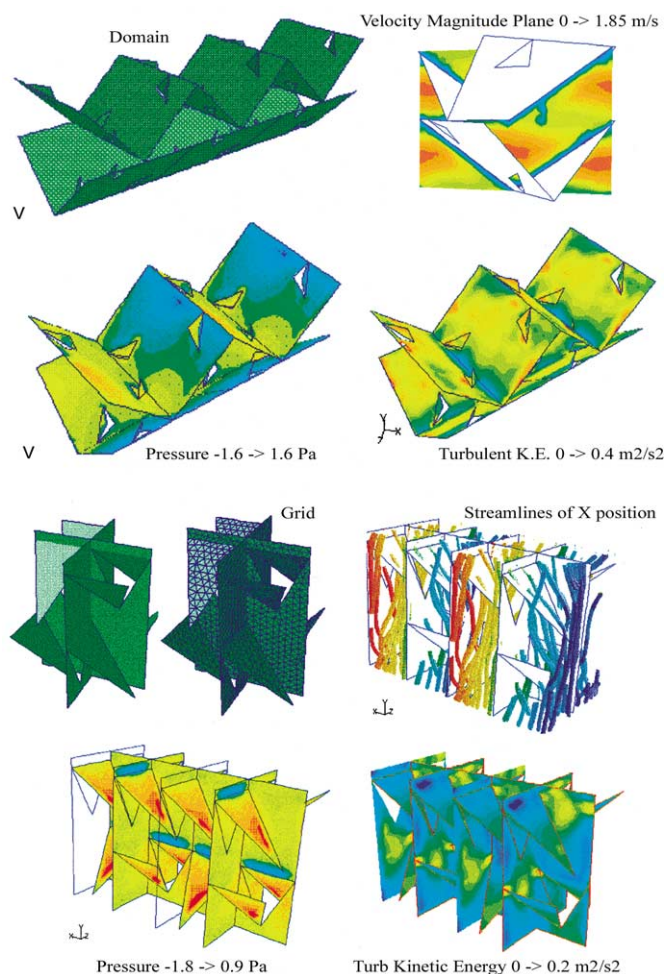 Domain
Velocity Magnitude Plane 0 -> 1.85 m/s
V
V
Pressure -1.6 -> 1.6 Pa
Y
X
Turbulent K.E. 0 -> 0.4 m2/s2
Grid
Streamlines of X position
Y
X Z
Y
X Z
Pressure -1.8 -> 0.9 Pa
Turb Kinetic Energy 0 -> 0.2 m2/s2